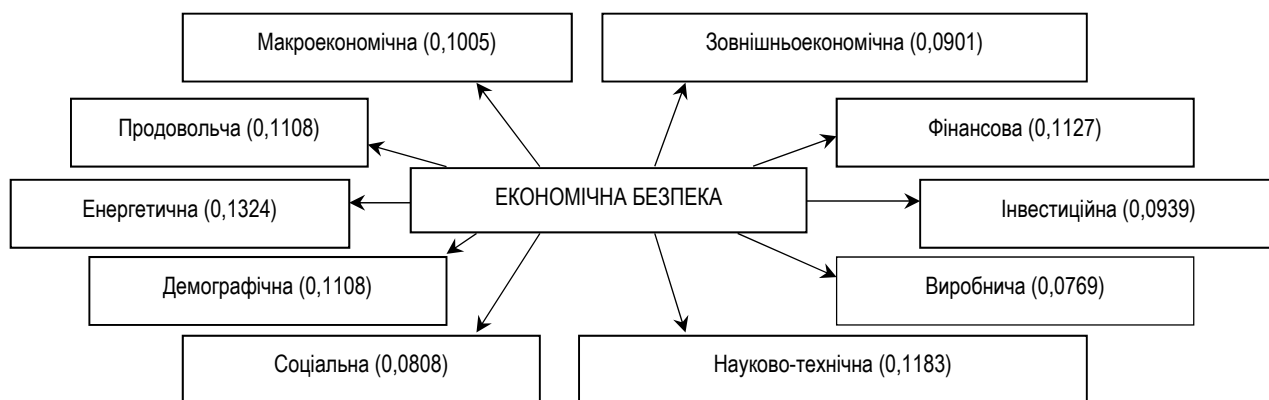 Макроекономічна (0,1005)
Зовнішньоекономічна (0,0901)
Продовольча (0,1108)
Фінансова (0,1127)
ЕКОНОМІЧНА БЕЗПЕКА
Енергетична (0,1324)
Інвестиційна (0,0939)
Демографічна (0,1108)
Виробнича (0,0769)
Соціальна (0,0808)
Науково-технічна (0,1183)